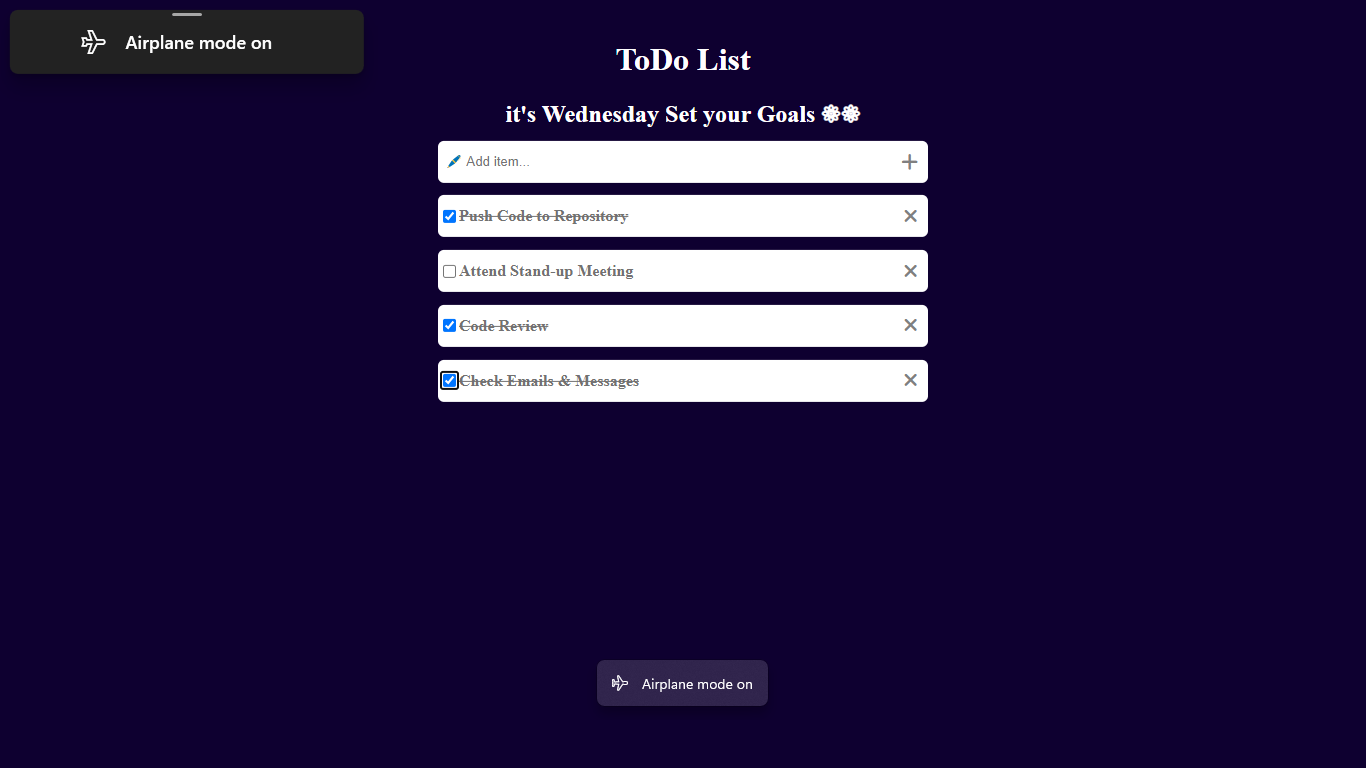 Airplane mode on
ToDo List
it's Wednesday Set your Goals ❁❁
Add item...
Push Code to Repository
Attend Stand-up Meeting
Code Review
Check Emails & Messages
Airplane mode on